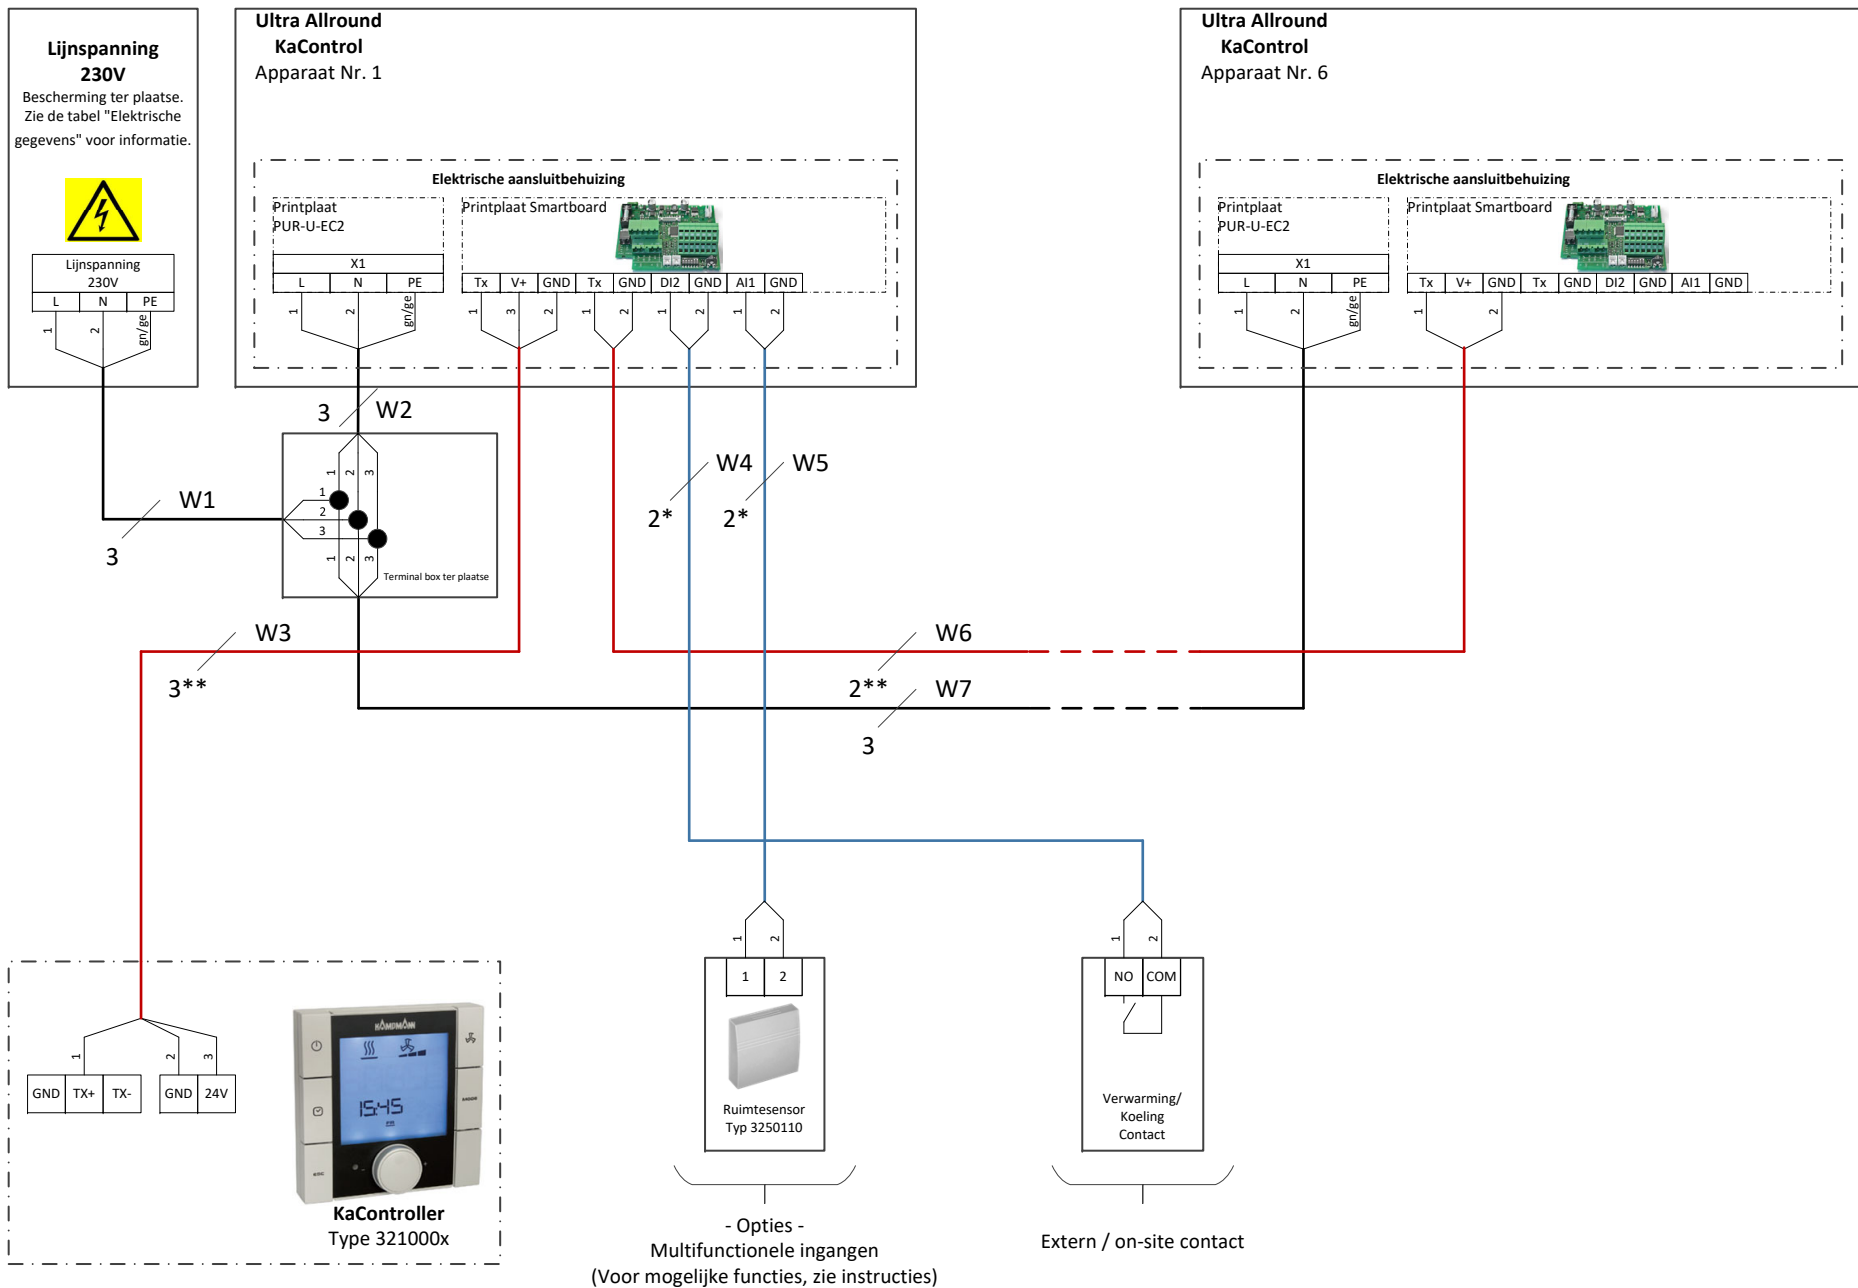 Lijnspanning
230V
Bescherming ter plaatse.
Zie de tabel "Elektrische
gegevens" voor informatie.
Lijnspanning
230V
L N PE
1 2 gn/ge
Ultra Allround
KaControl
Apparaat Nr. 1
Elektrische aansluitbehuizing
Printplaat
PUR-U-EC2
X1
L N PE
1 2 gn/ge
Printplaat Smartboard
Tx V+ GND Tx GND DI2 GND AI1 GND
1 3 2 1 2 1 2 1 2
Ultra Allround
KaControl
Apparaat Nr. 6
Elektrische aansluitbehuizing
Printplaat
PUR-U-EC2
X1
L N PE
1 2 gn/ge
Printplaat Smartboard
Tx V+ GND Tx GND DI2 GND AI1 GND
1 2
3 W2
W1
3
1 2 3
1
2
3
1 2 3
Terminal box ter plaatse
W4
2*
W5
2*
W3
3**
W6
2**
W7
3
1 2 3
GND TX+ TX- GND 24V
KAMPMANN
15:45
KaController
Type 321000x
1 2
1 2
Ruimtesensor
Typ 3250110
- Opties -
Multifunctionele ingangen
(Voor mogelijke functies, zie instructies)
1 2
NO COM
Verwarming/
Koeling
Contact
Extern / on-site contact